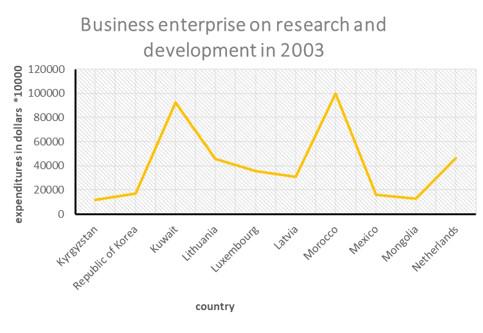 Business enterprise on research and
development in 2003
expenditures in dollars *10000
120000
100000
80000
60000
40000
20000
0
Kyrgyzstan
Republic of Korea
Kuwait
Lithuania
Luxembourg
Latvia
Morocco
Mexico
Mongolia
Netherlands
country